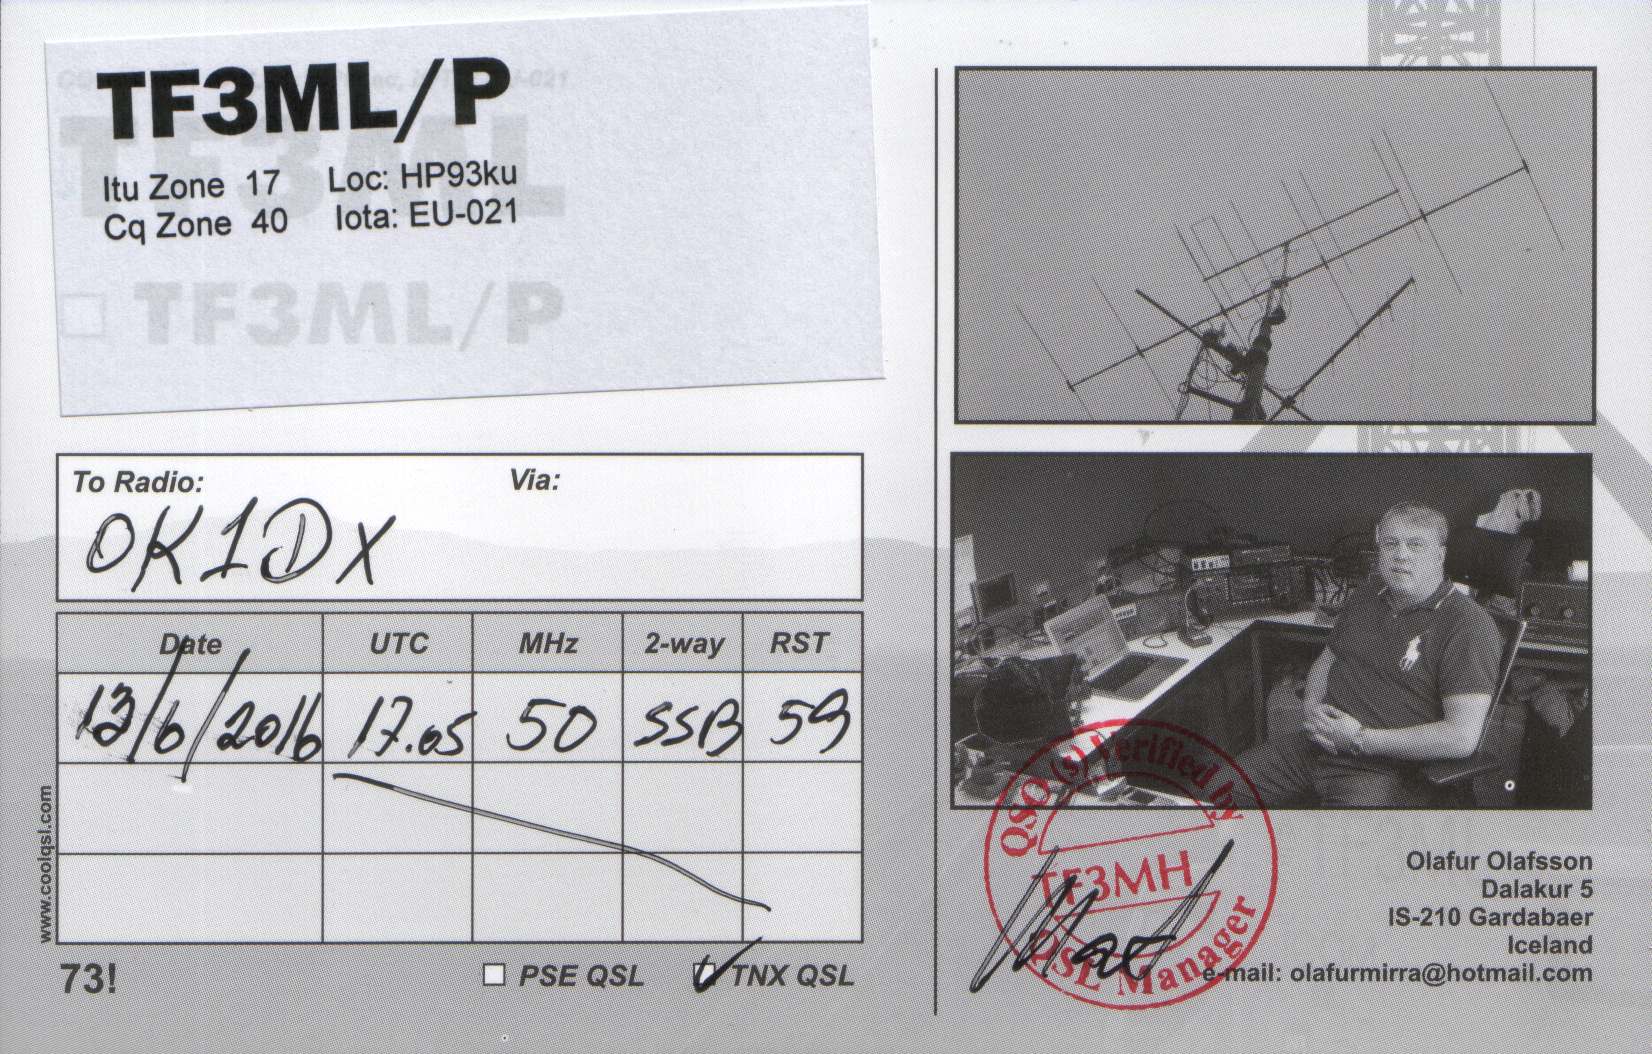 TF3ML/P
Itu Zone 17 Loc: HP93ku
Cq Zone 40 Iota: EU-021
TF3ML
TF3ML/P
To Radio: Via:
OK1DX
Date UTC MHz 2-way RST
13/6/2016 17.05 50 SSB 59
www.coolqsl.com
73! PSE QSL TNX QSL
QSO (s) Verified by
TF3MH
QSL Manager
Olafur Olafsson
Dalakur 5
IS-210 Gardabaer
Iceland
e-mail: olafurmirra@hotmail.com